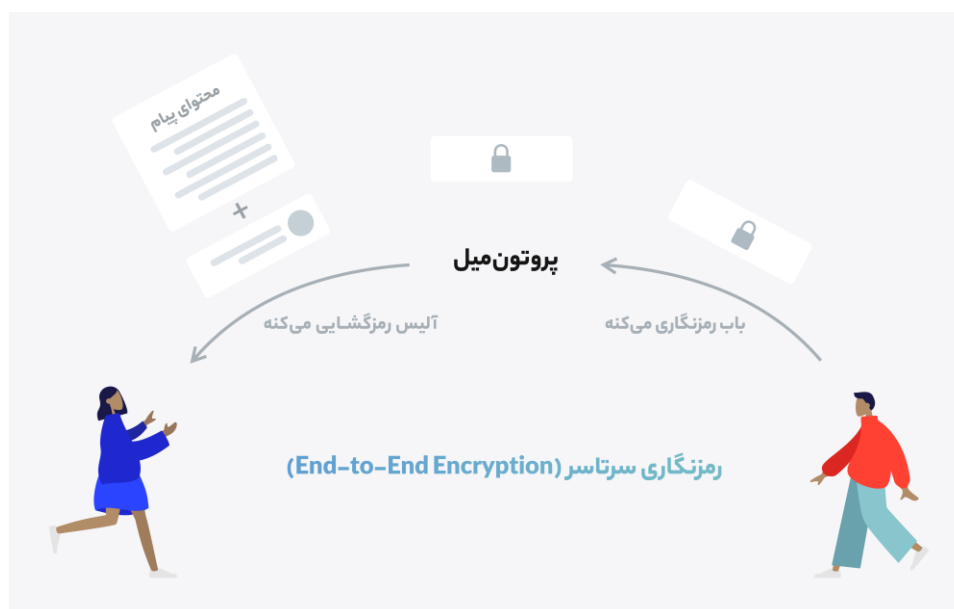 محتوای پیام
+
پروتون‌میل
باب رمزنگاری می‌کنه
آلیس رمزگشایی می‌کنه
رمزنگاری سرتاسر (End-to-End Encryption)